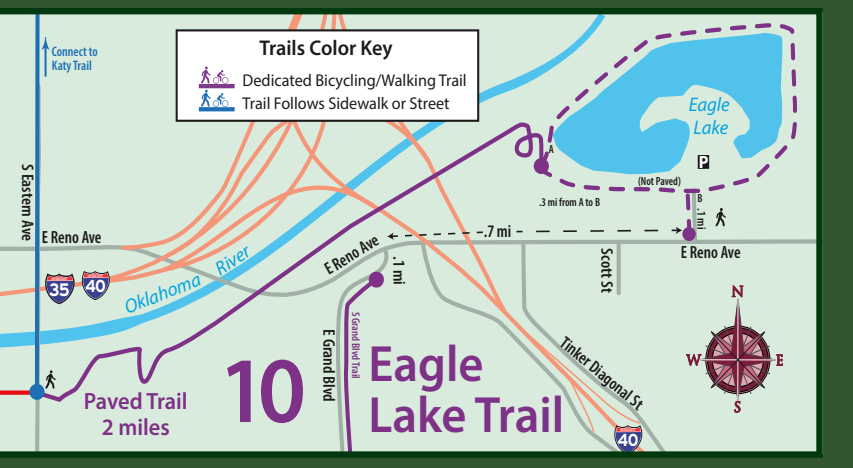 Connect to
Katy Trail
Trails Color Key
Dedicated Bicycling/Walking Trail
Trail Follows Sidewalk or Street
Eagle
Lake
P
A
(Not Paved)
.3 mi from A to B
B
.1mi
S Eastern Ave
E Reno Ave
E Reno Ave
.7 mi
E Reno Ave
Scott St
35
40
Oklahoma River
.1 mi
E Grand Blvd
S Grand Blvd Trail
Tinker Diagonal St
N
W
E
S
Paved Trail
2 miles
10
Eagle
Lake Trail
40